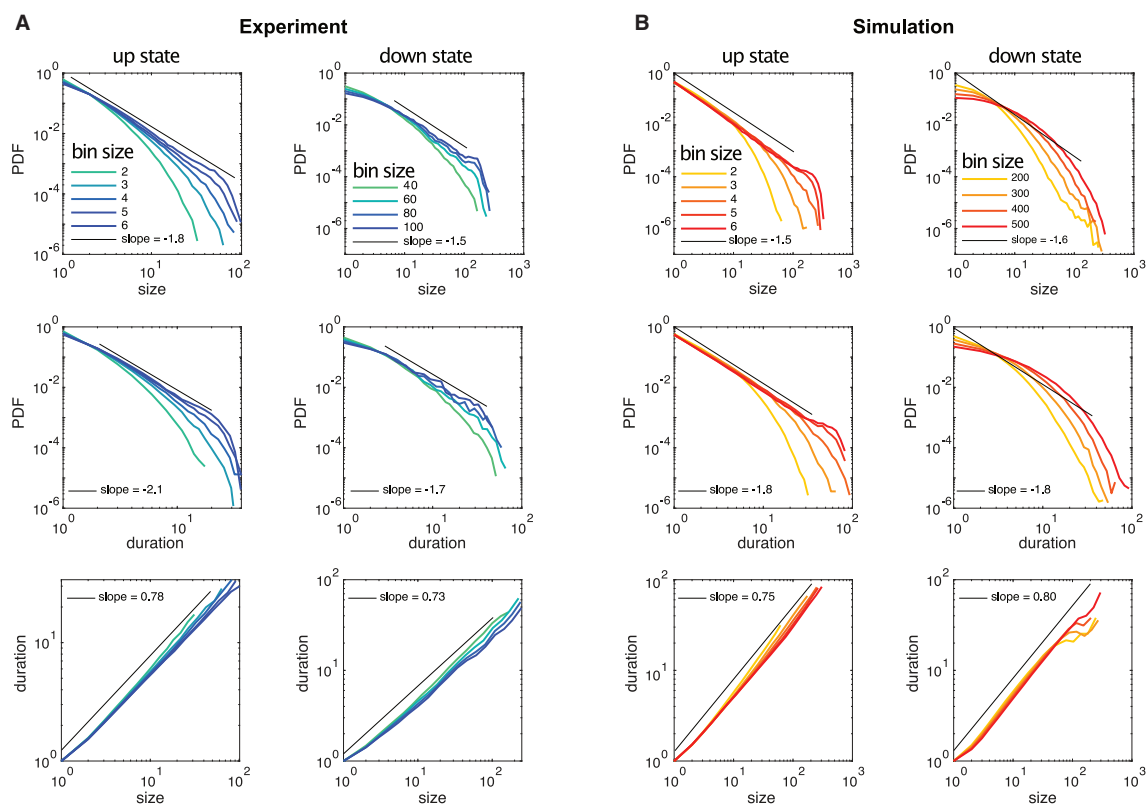 A
Experiment
B
Simulation
up state
down state
up state
down state
10^0
10^-2
10^-4
10^-6
PDF
bin size
2
3
4
5
6
slope = -1.8
10^0 10^1 10^2
size
10^0
10^-2
10^-4
10^-6
PDF
bin size
40
60
80
100
slope = -1.5
10^0 10^1 10^2 10^3
size
10^0
10^-2
10^-4
10^-6
PDF
bin size
2
3
4
5
6
slope = -1.5
10^0 10^1 10^2 10^3
size
10^0
10^-2
10^-4
10^-6
PDF
bin size
200
300
400
500
slope = -1.6
10^0 10^1 10^2 10^3
size
10^0
10^-2
10^-4
10^-6
PDF
slope = -2.1
10^0 10^1
duration
10^0
10^-2
10^-4
10^-6
PDF
slope = -1.7
10^0 10^1 10^2
duration
10^0
10^-2
10^-4
10^-6
PDF
slope = -1.8
10^0 10^1 10^2
duration
10^0
10^-2
10^-4
10^-6
PDF
slope = -1.8
10^0 10^1 10^2
duration
slope = 0.78
10^1
10^0
duration
10^0 10^1 10^2
size
10^2
slope = 0.73
10^1
10^0
duration
10^0 10^1 10^2
size
10^2
slope = 0.75
10^1
10^0
duration
10^0 10^1 10^2 10^3
size
10^2
slope = 0.80
10^1
10^0
duration
10^0 10^1 10^2 10^3
size